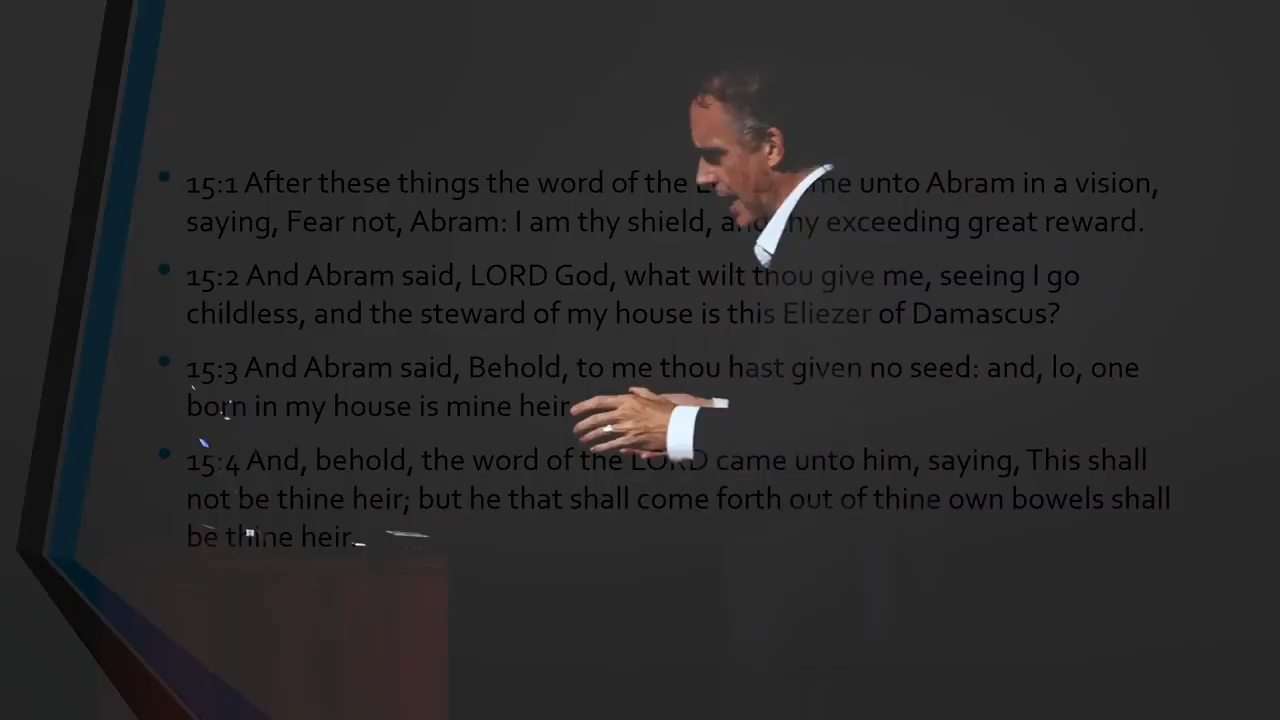 15:1 After these things the word of the LORD came unto Abram in a vision,
saying, Fear not, Abram: I am thy shield, and thy exceeding great reward.
15:2 And Abram said, LORD God, what wilt thou give me, seeing I go
childless, and the steward of my house is this Eliezer of Damascus?
15:3 And Abram said, Behold, to me thou hast given no seed: and, lo, one
born in my house is mine heir.
15:4 And, behold, the word of the LORD came unto him, saying, This shall
not be thine heir; but he that shall come forth out of thine own bowels shall
be thine heir.